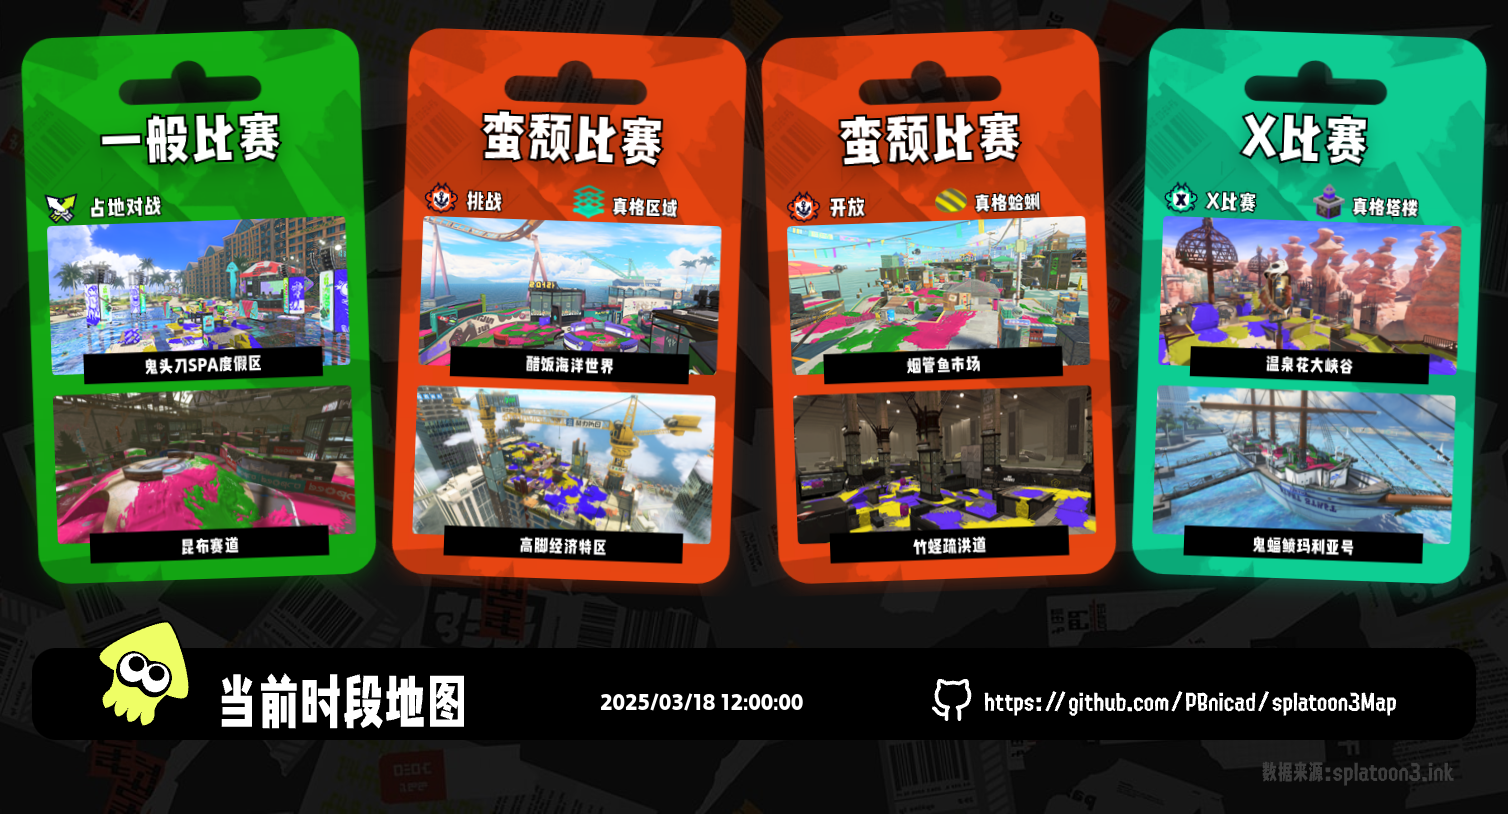 一般比赛
占地对战
鬼头刀SPA度假区
昆布赛道
蛮颓比赛
挑战
真格区域
醋饭海洋世界
高脚经济特区
蛮颓比赛
开放
真格蛤蜊
烟管鱼市场
竹蛏疏洪道
X比赛
X比赛
真格塔楼
温泉花大峡谷
鬼蝠鲼玛利亚号
当前时段地图
2025/03/18 12:00:00
https://github.com/PBnicad/splatoon3Map
数据来源:splatoon3.ink